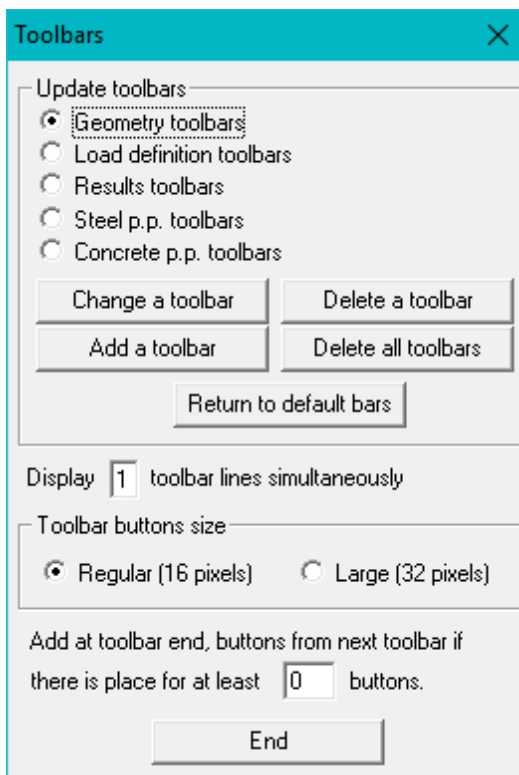 Toolbars
Update toolbars
Geometry toolbars
Load definition toolbars
Results toolbars
Steel p.p. toolbars
Concrete p.p. toolbars
Change a toolbar
Delete a toolbar
Add a toolbar
Delete all toolbars
Return to default bars
Display 1 toolbar lines simultaneously
Toolbar buttons size
Regular (16 pixels)
Large (32 pixels)
Add at toolbar end, buttons from next toolbar if
there is place for at least 0 buttons.
End